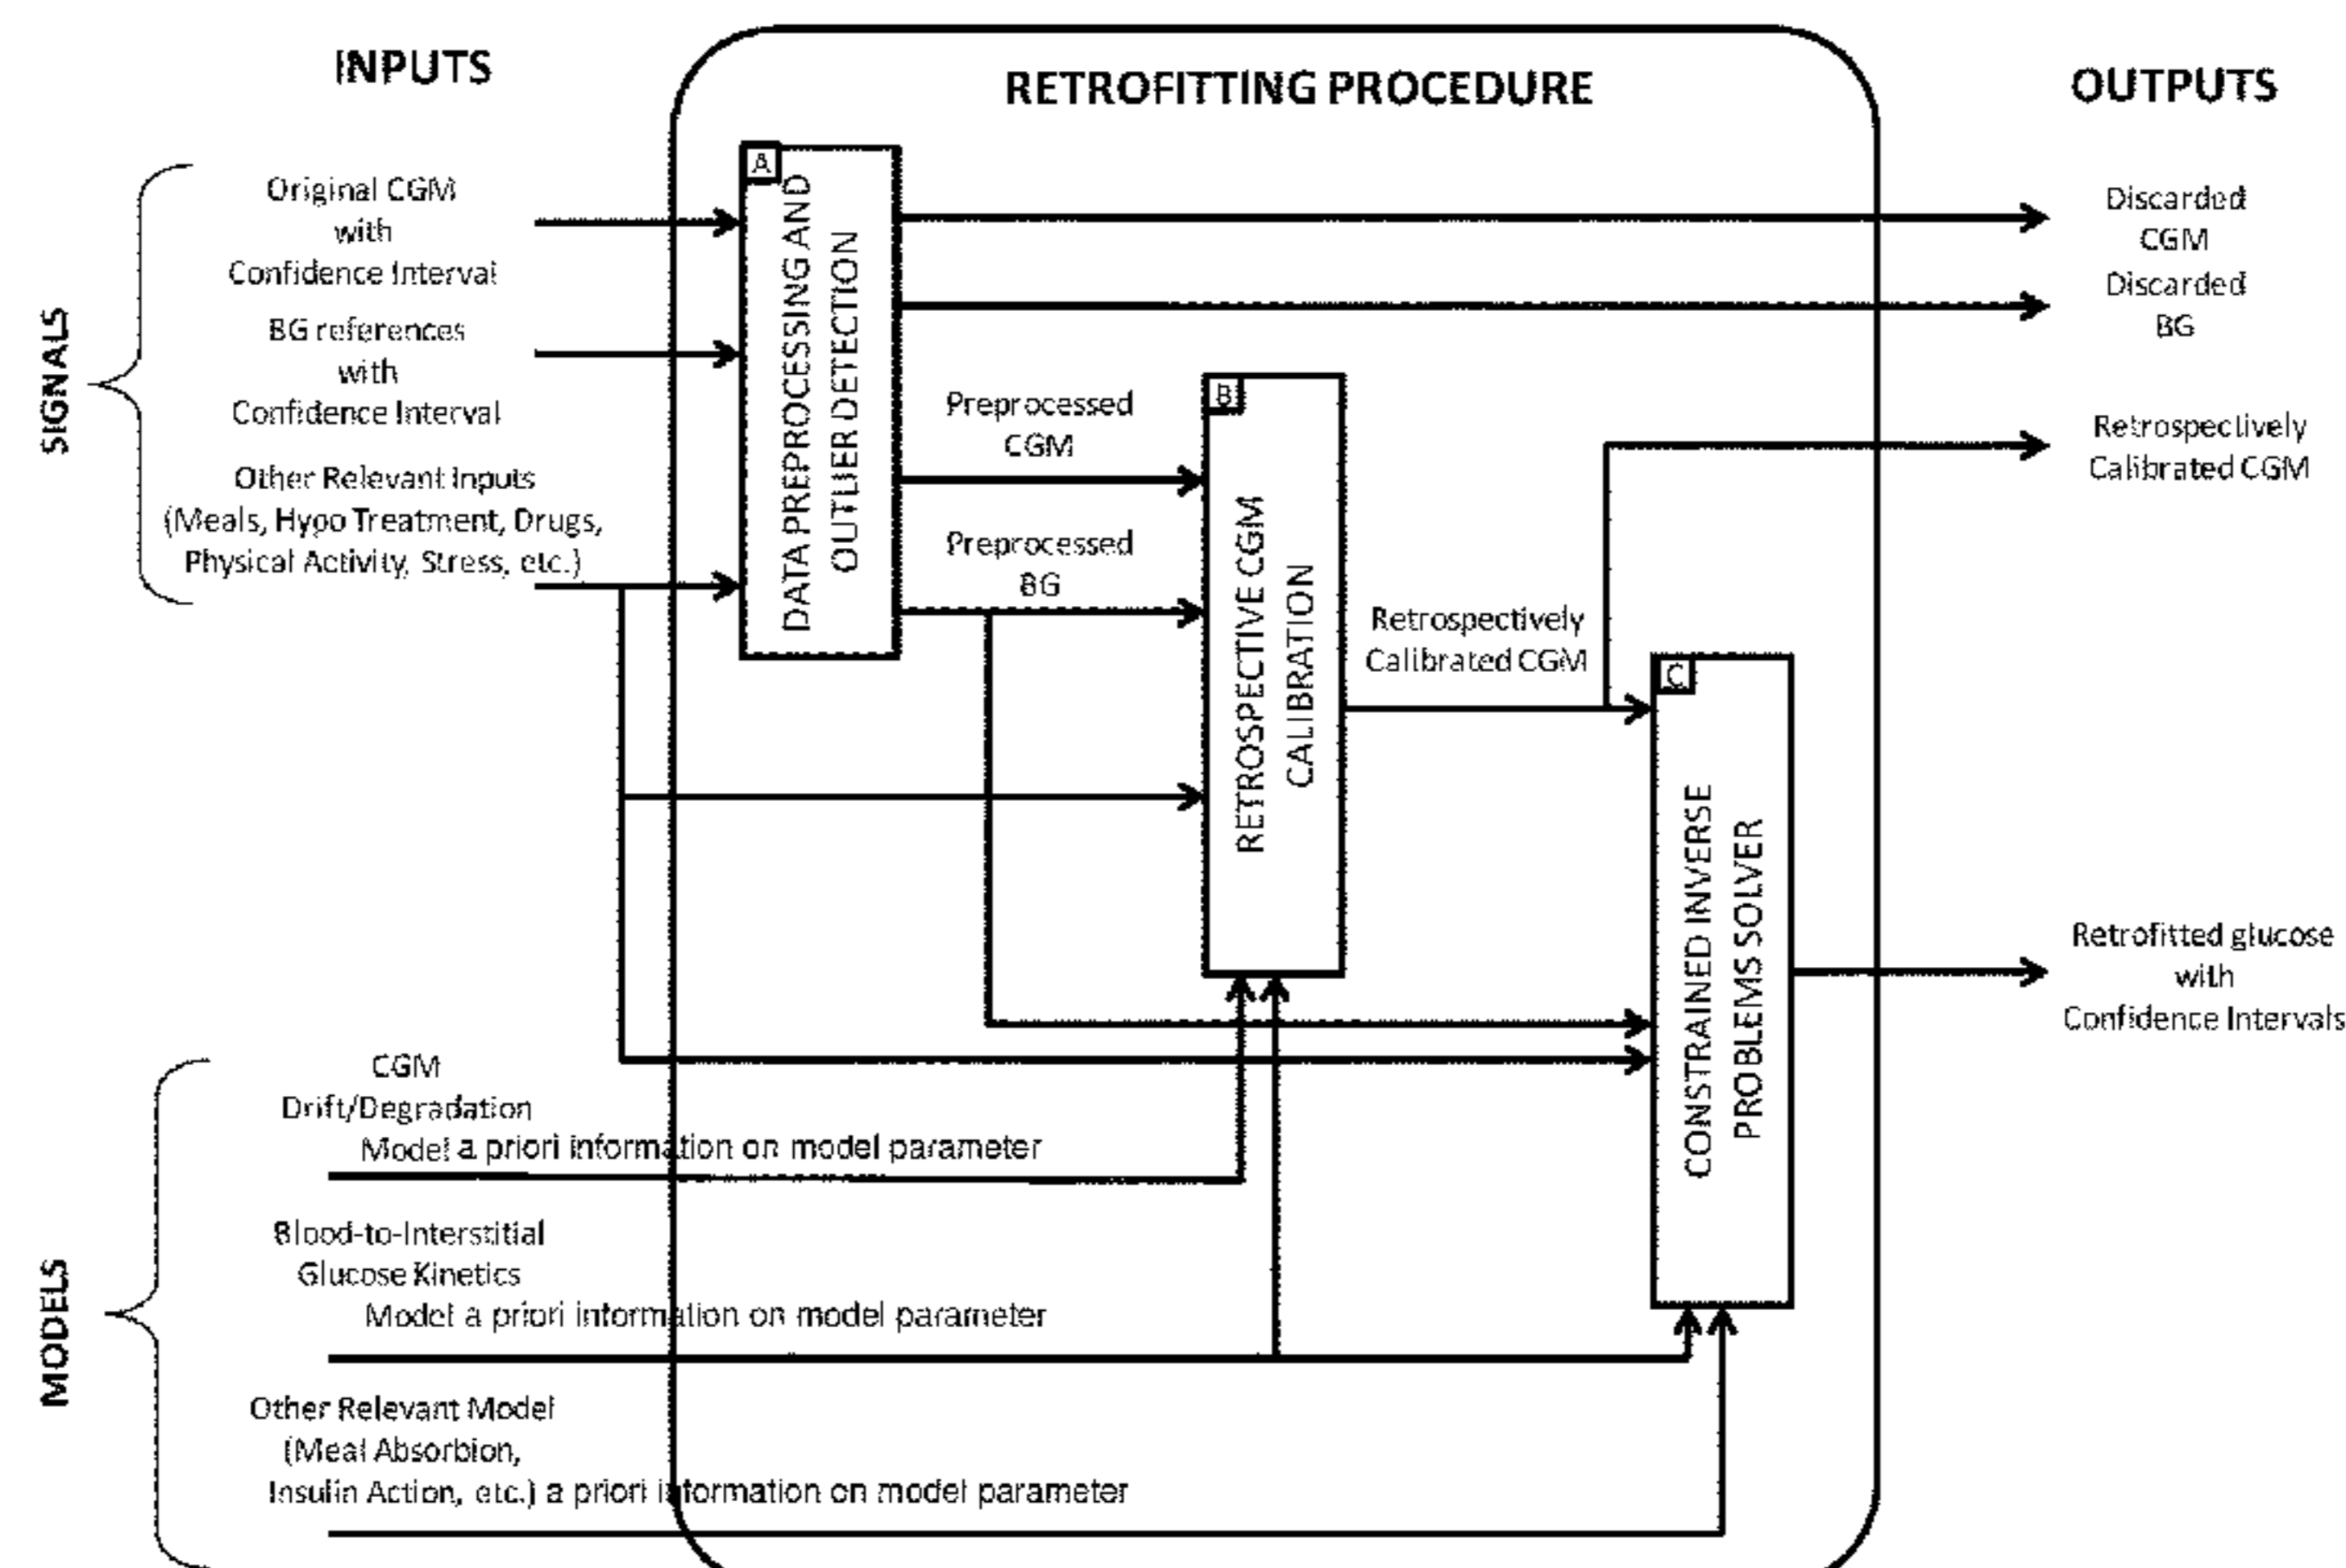 INPUTS
RETROFITTING PROCEDURE
OUTPUTS
SIGNALS
Original CGM
with
Confidence Interval
BG references
with
Confidence Interval
Other Relevant Inputs
(Meals, Hypo Treatment, Drugs,
Physical Activity, Stress, etc.)
A
DATA PREPROCESSING AND
OUTLIER DETECTION
Preprocessed
CGM
Preprocessed
BG
B
RETROSPECTIVE CGM
CALIBRATION
Retrospectively
Calibrated CGM
C
CONSTRAINED INVERSE
PROBLEMS SOLVER
Discarded
CGM
Discarded
BG
Retrospectively
Calibrated CGM
Retrofitted glucose
with
Confidence Intervals
MODELS
CGM
Drift/Degradation
Model a priori information on model parameter
Blood-to-Interstitial
Glucose Kinetics
Model a priori information on model parameter
Other Relevant Model
(Meal Absorbion,
Insulin Action, etc.) a priori information on model parameter